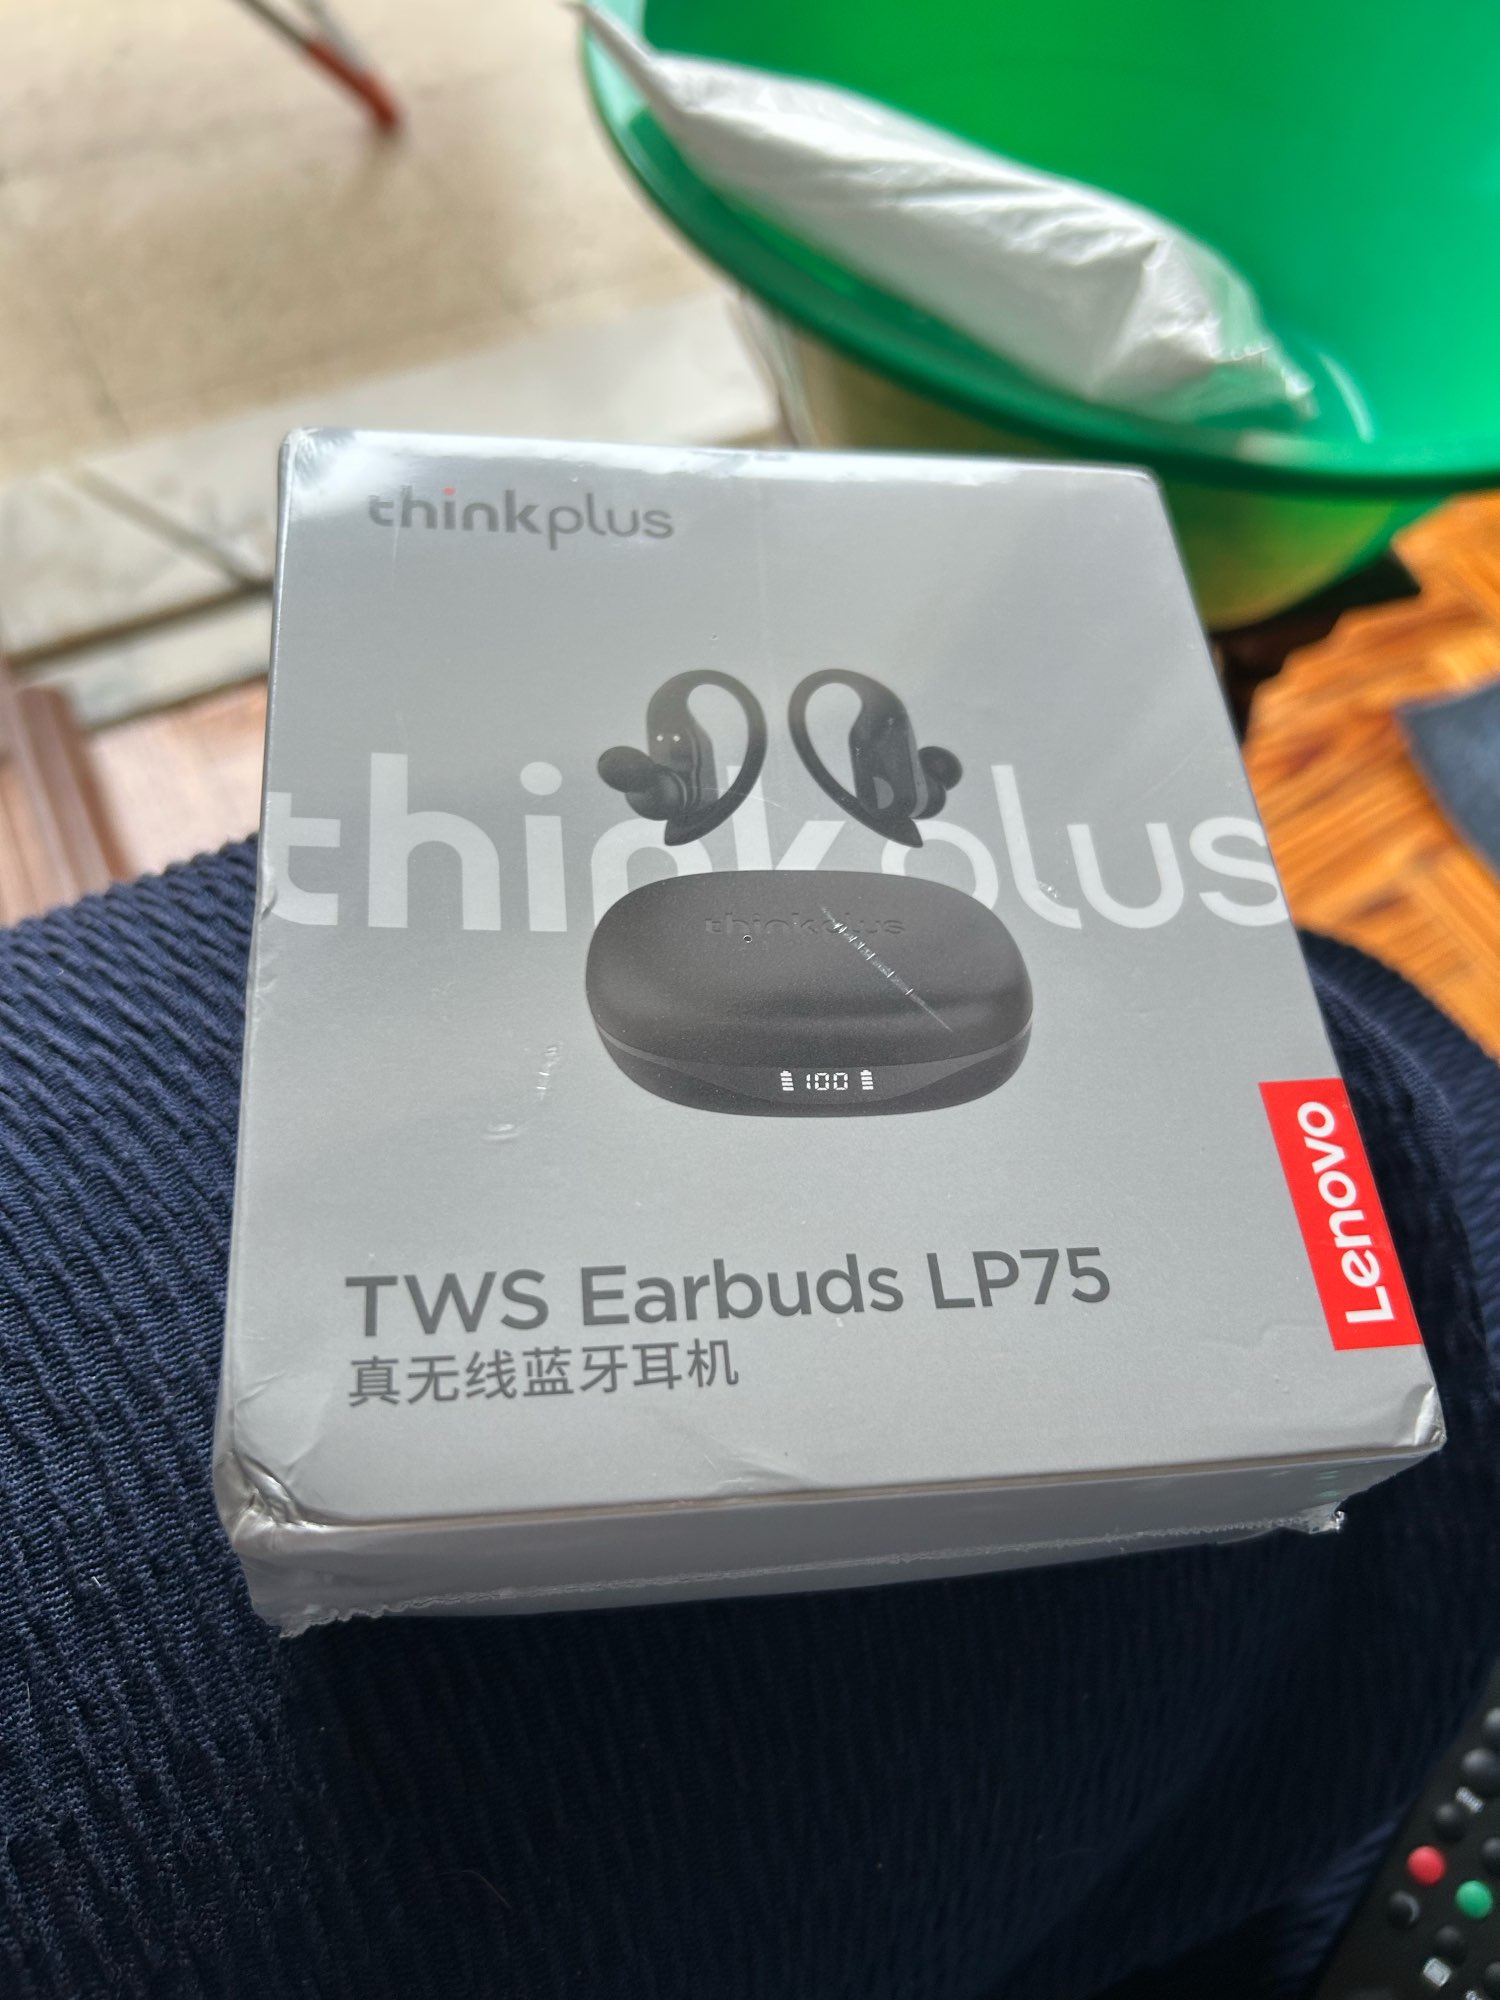 thinkplus
thinkplus
thinkplus
100
Lenovo
TWS Earbuds LP75
真无线蓝牙耳机